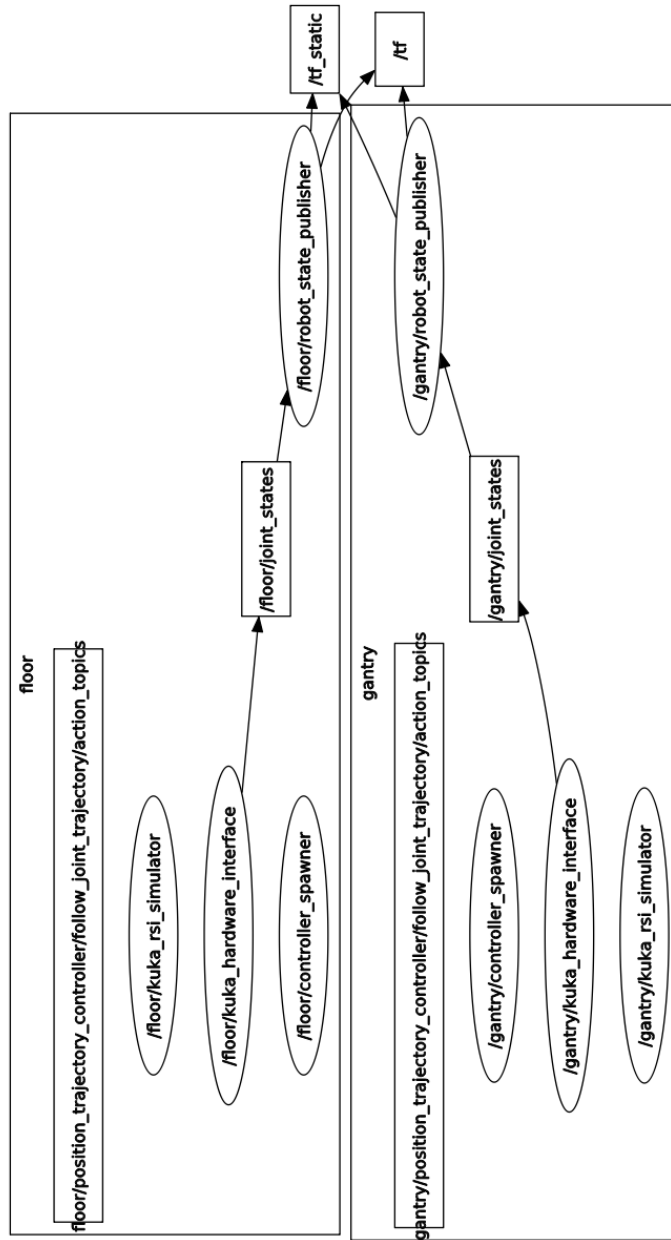 floor
floor/position_trajectory_controller/follow_joint_trajectory/action_topics
/floor/kuka_rsi_simulator
/floor/kuka_hardware_interface
/floor/controller_spawner
/floor/joint_states
/floor/robot_state_publisher
/tf_static
/tf
gantry
gantry/position_trajectory_controller/follow_joint_trajectory/action_topics
/gantry/controller_spawner
/gantry/kuka_hardware_interface
/gantry/kuka_rsi_simulator
/gantry/joint_states
/gantry/robot_state_publisher